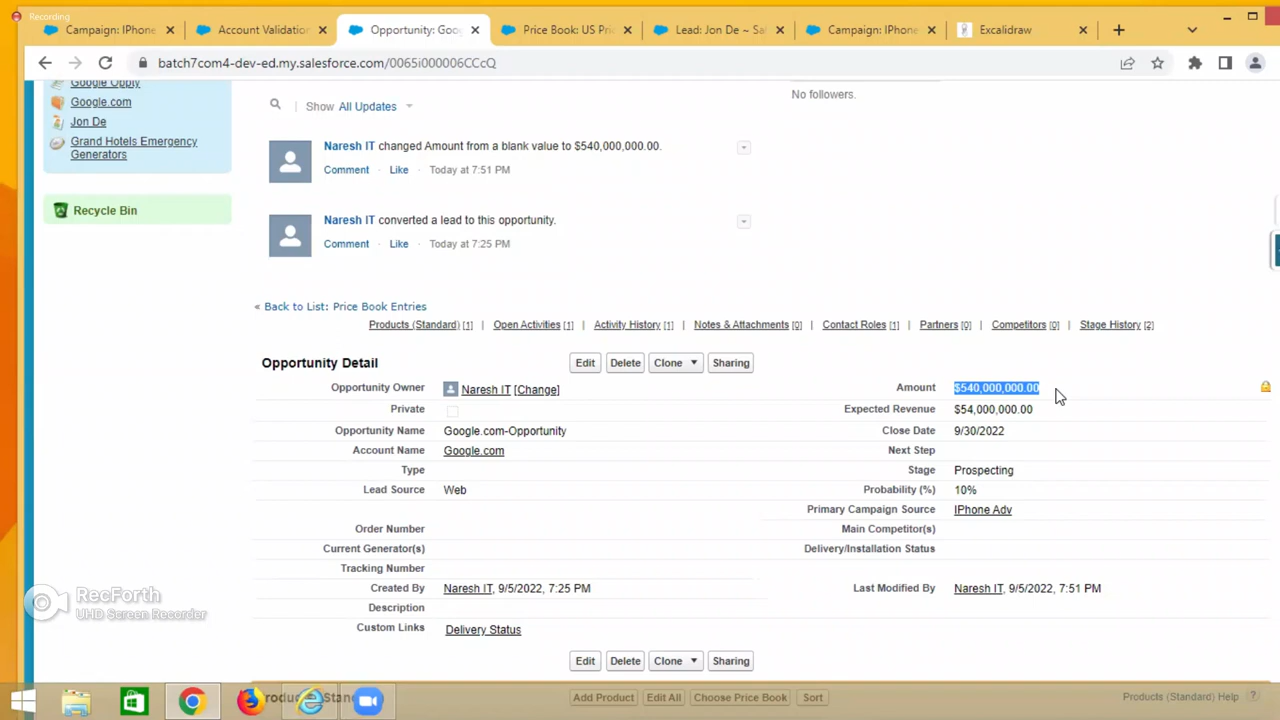 Recording
Campaign: IPhone
Account Validation
Opportunity: Goo
Price Book: US Pri
Lead: Jon De ~ Sal
Campaign: IPhone
Excalidraw
batch7com4-dev-ed.my.salesforce.com/0065i000006CCcQ
Google Opply
Google.com
Jon De
Grand Hotels Emergency
Generators
Recycle Bin
Show All Updates
No followers.
Naresh IT changed Amount from a blank value to $540,000,000.00.
Comment · Like · Today at 7:51 PM
Naresh IT converted a lead to this opportunity.
Comment · Like · Today at 7:25 PM
« Back to List: Price Book Entries
Products (Standard) [1] | Open Activities [1] | Activity History [1] | Notes & Attachments [0] | Contact Roles [1] | Partners [0] | Competitors [0] | Stage History [2]
Opportunity Detail
Edit Delete Clone Sharing
Opportunity Owner Naresh IT [Change]
Amount $540,000,000.00
Private
Expected Revenue $54,000,000.00
Opportunity Name Google.com-Opportunity
Close Date 9/30/2022
Account Name Google.com
Next Step
Type
Stage Prospecting
Lead Source Web
Probability (%) 10%
Primary Campaign Source IPhone Adv
Order Number
Main Competitor(s)
Current Generator(s)
Delivery/Installation Status
Tracking Number
Created By Naresh IT, 9/5/2022, 7:25 PM
Last Modified By Naresh IT, 9/5/2022, 7:51 PM
Description
Custom Links Delivery Status
Edit Delete Clone Sharing
RecForth
UHD Screen Recorder
Add Product Edit All Choose Price Book Sort
Products (Standard) Help ?